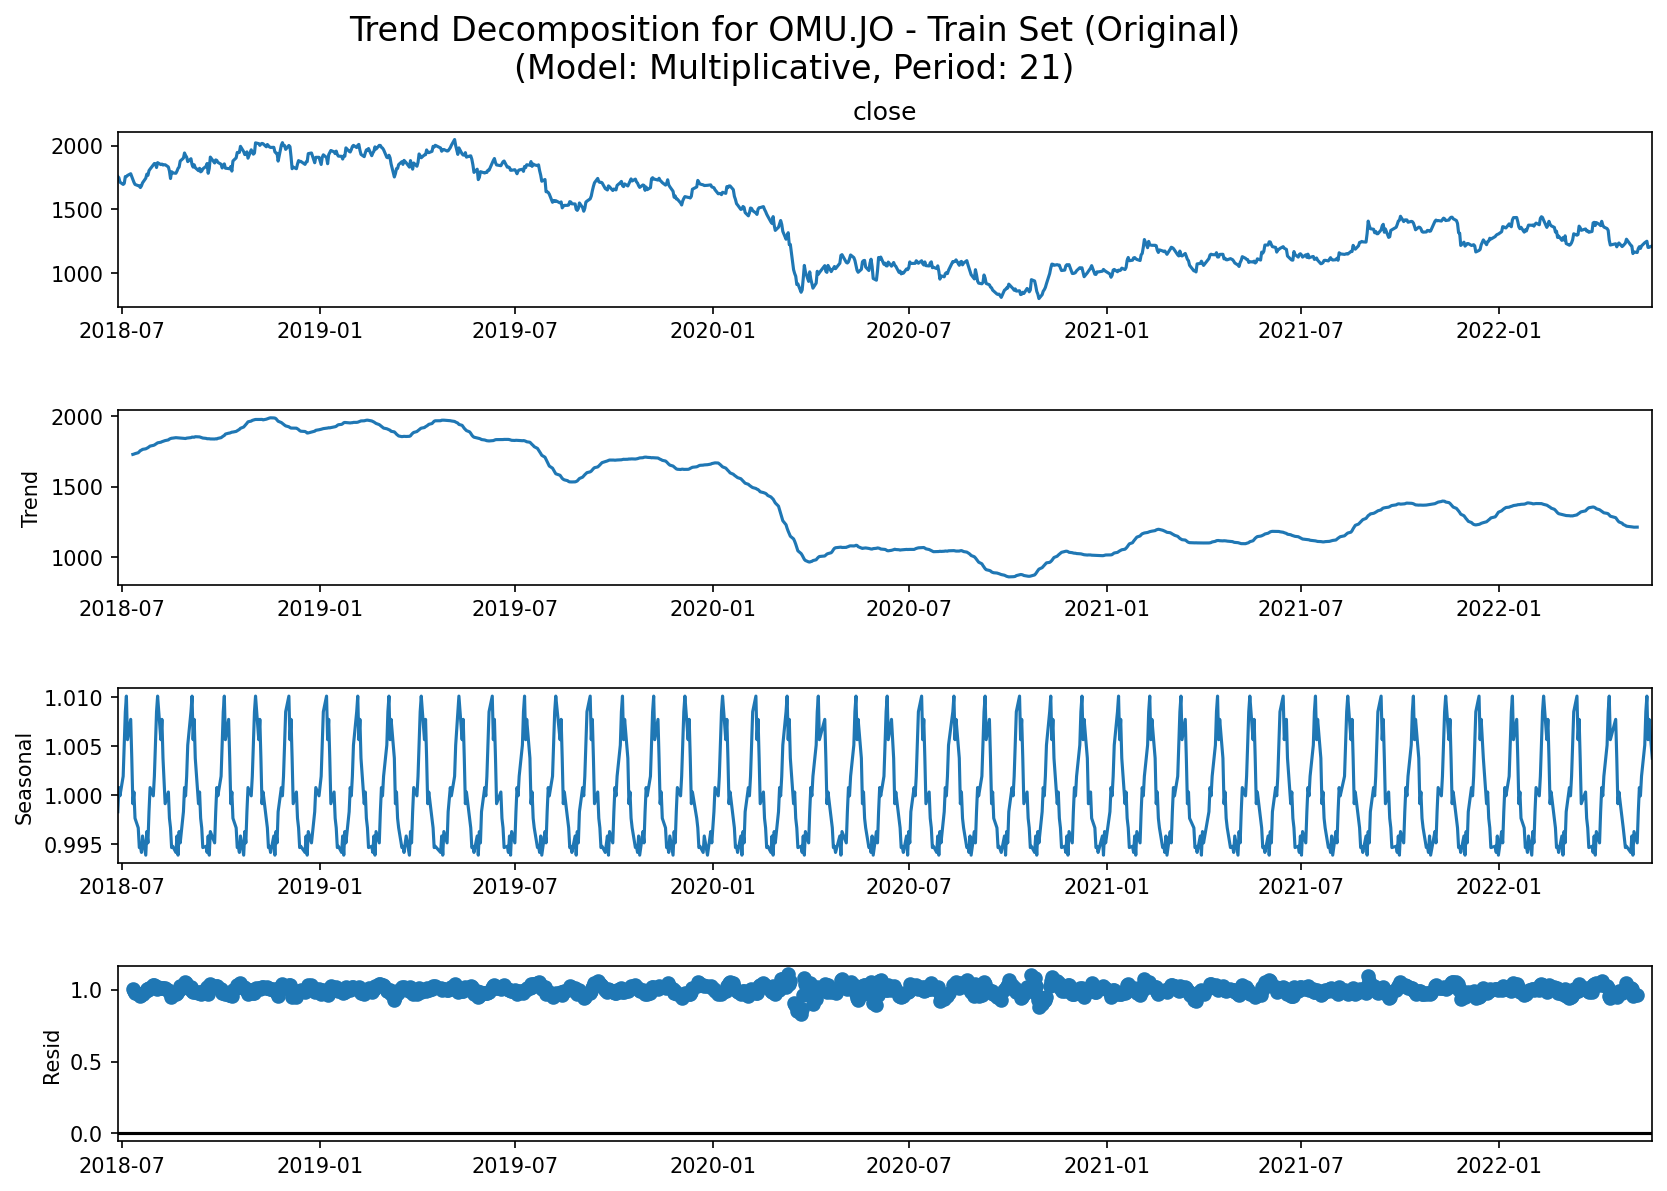 Trend Decomposition for OMU.JO - Train Set (Original)
(Model: Multiplicative, Period: 21)
close
2000
1500
1000
2018-07 2019-01 2019-07 2020-01 2020-07 2021-01 2021-07 2022-01
Trend
2000
1500
1000
2018-07 2019-01 2019-07 2020-01 2020-07 2021-01 2021-07 2022-01
Seasonal
1.010
1.005
1.000
0.995
2018-07 2019-01 2019-07 2020-01 2020-07 2021-01 2021-07 2022-01
Resid
1.0
0.5
0.0
2018-07 2019-01 2019-07 2020-01 2020-07 2021-01 2021-07 2022-01